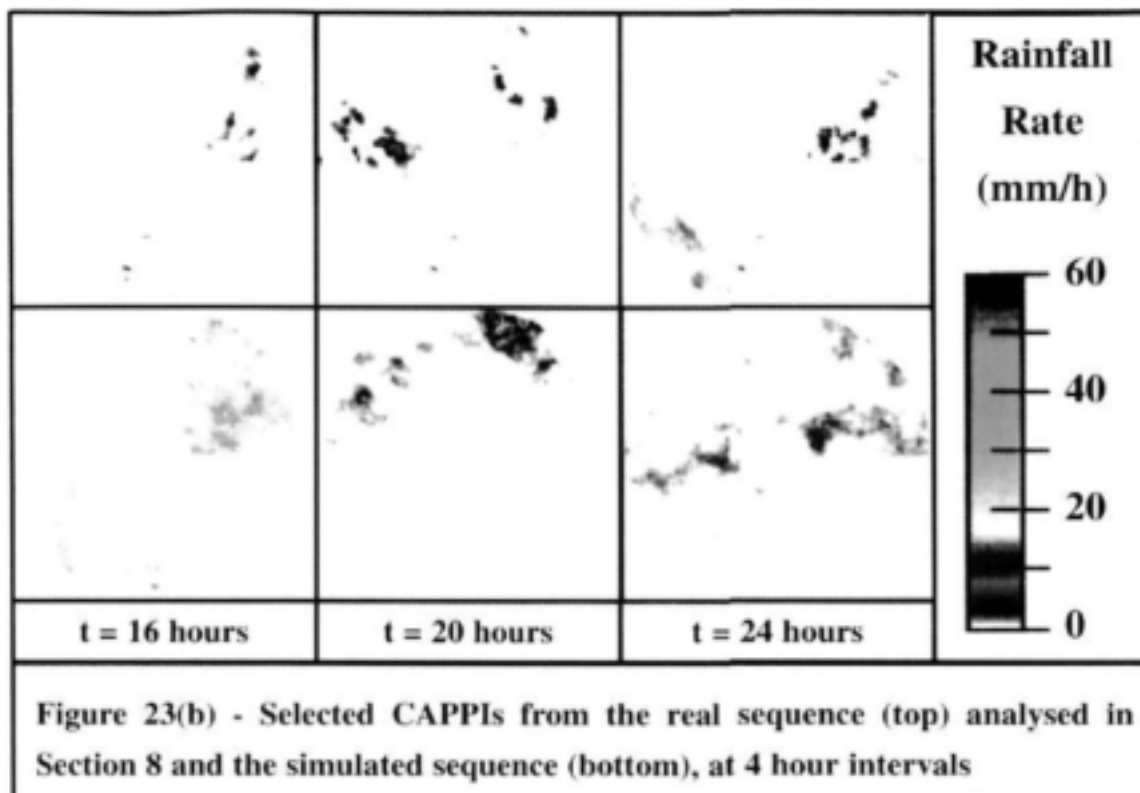 Rainfall
Rate
(mm/h)
60
40
20
0
t = 16 hours
t = 20 hours
t = 24 hours
Figure 23(b) - Selected CAPPIs from the real sequence (top) analysed in
Section 8 and the simulated sequence (bottom), at 4 hour intervals